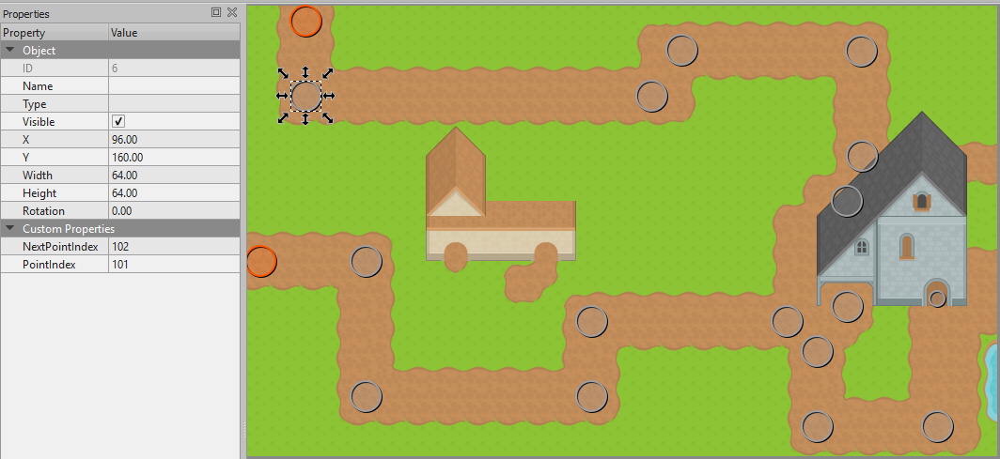 Properties
Property Value
Object
ID 6
Name
Type
Visible
X 96.00
Y 160.00
Width 64.00
Height 64.00
Rotation 0.00
Custom Properties
NextPointIndex 102
PointIndex 101